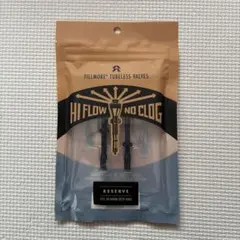 FILLMORE® TUBELESS VALVES
HI FLOW NO CLOG
RESERVE